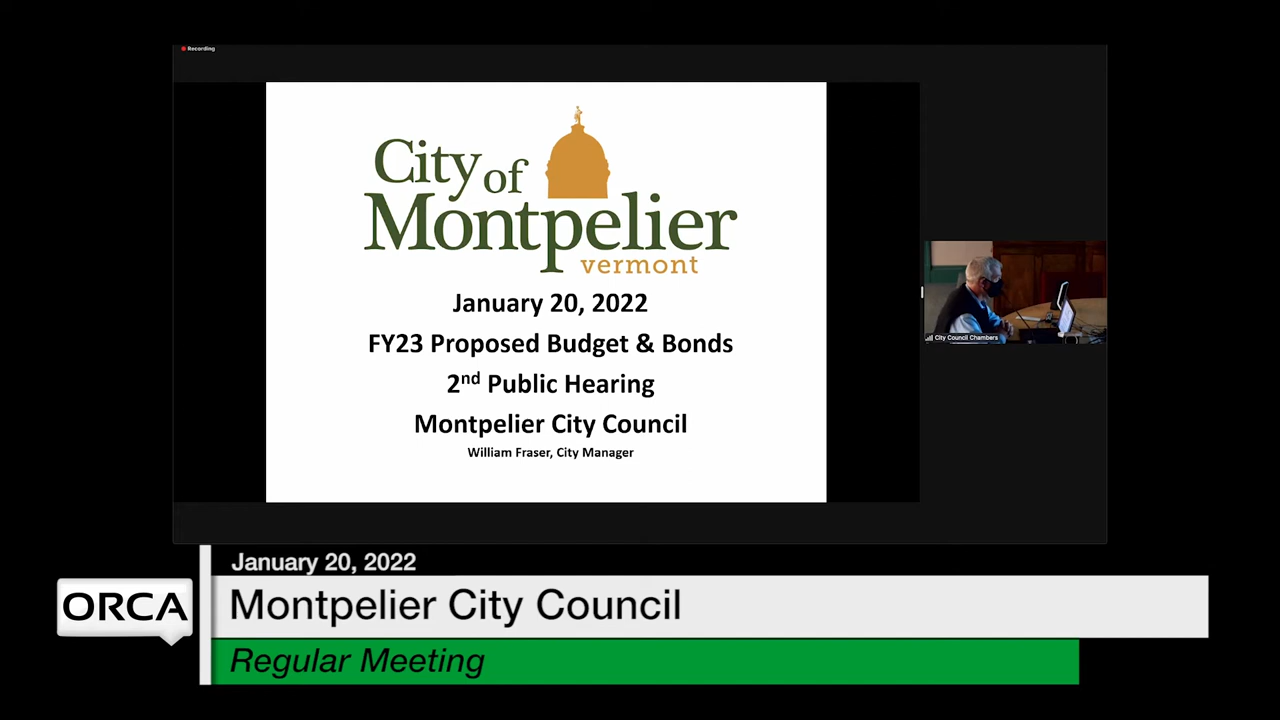 Recording
City of
Montpelier
vermont
January 20, 2022
FY23 Proposed Budget & Bonds
2nd Public Hearing
Montpelier City Council
William Fraser, City Manager
City Council Chambers
January 20, 2022
ORCA
Montpelier City Council
Regular Meeting